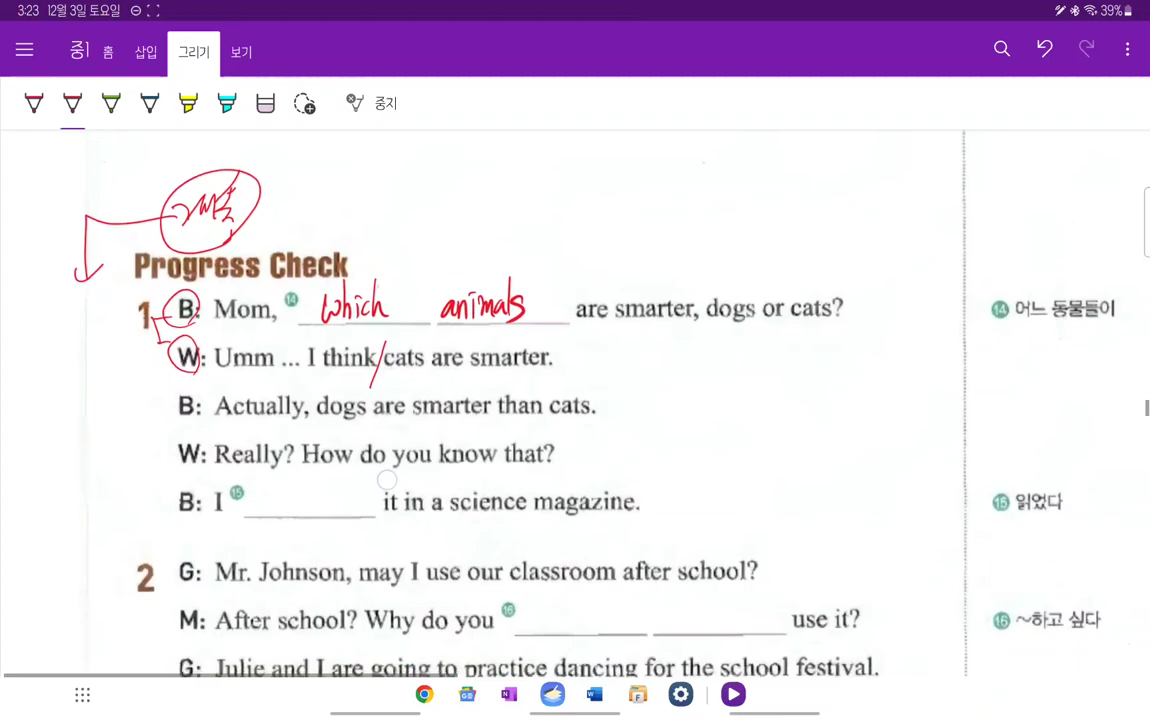 3:23 12월 3일 토요일 39%
중1 홈 삽입 그리기 보기
중지
Progress Check
1 B: Mom, ⑭ which animals are smarter, dogs or cats? ⑭ 어느 동물들이
W: Umm ... I think/cats are smarter.
B: Actually, dogs are smarter than cats.
W: Really? How do you know that?
B: I ⑮ it in a science magazine. ⑮ 읽었다
2 G: Mr. Johnson, may I use our classroom after school?
M: After school? Why do you ⑯ use it? ⑯ ~하고 싶다
G: Julie and I are going to practice dancing for the school festival.